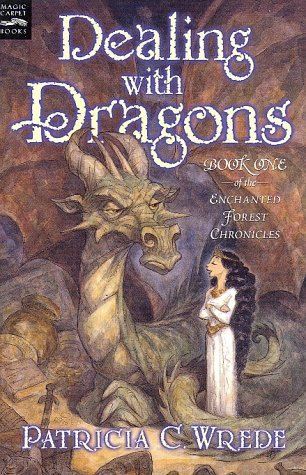 MAGIC
CARPET
BOOKS
Dealing
with
Dragons
BOOK ONE
of the
ENCHANTED
FOREST
CHRONICLES
PATRICIA C. WREDE